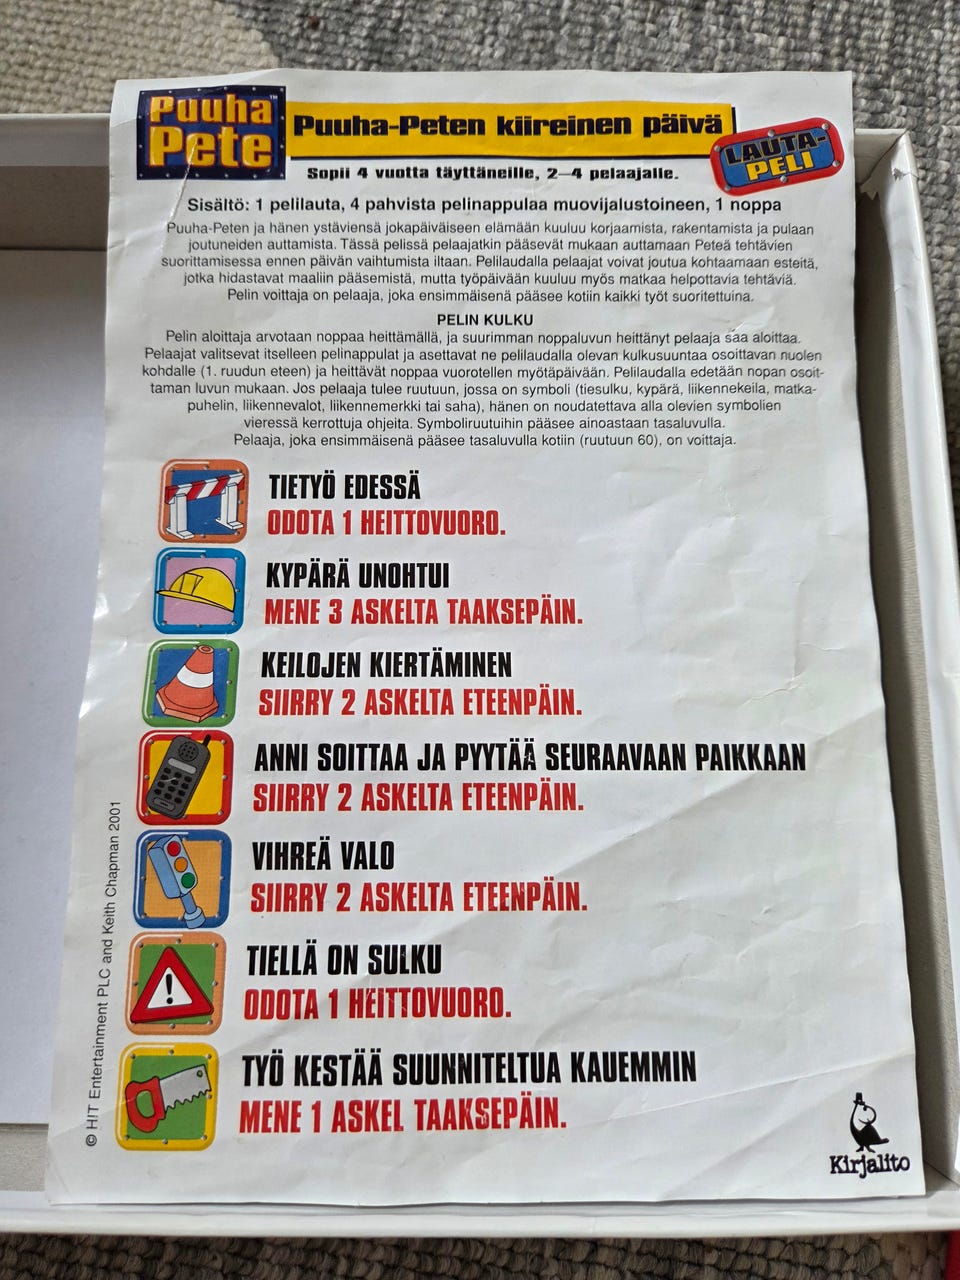 Puuha
Pete™
Puuha-Peten kiireinen päivä
LAUTA-
PELI
Sopii 4 vuotta täyttäneille, 2–4 pelaajalle.
Sisältö: 1 pelilauta, 4 pahvista pelinappulaa muovijalustoineen, 1 noppa
Puuha-Peten ja hänen ystäviensä jokapäiväiseen elämään kuuluu korjaamista, rakentamista ja pulaan
joutuneiden auttamista. Tässä pelissä pelaajatkin pääsevät mukaan auttamaan Peteä tehtävien
suorittamisessa ennen päivän vaihtumista iltaan. Pelilaudalla pelaajat voivat joutua kohtaamaan esteitä,
jotka hidastavat maaliin pääsemistä, mutta työpäivään kuuluu myös matkaa helpottavia tehtäviä.
Pelin voittaja on pelaaja, joka ensimmäisenä pääsee kotiin kaikki työt suoritettuina.
PELIN KULKU
Pelin aloittaja arvotaan noppaa heittämällä, ja suurimman noppaluvun heittänyt pelaaja saa aloittaa.
Pelaajat valitsevat itselleen pelinappulat ja asettavat ne pelilaudalla olevan kulkusuuntaa osoittavan nuolen
kohdalle (1. ruudun eteen) ja heittävät noppaa vuorotellen myötäpäivään. Pelilaudalla edetään nopan osoit-
taman luvun mukaan. Jos pelaaja tulee ruutuun, jossa on symboli (tiesulku, kypärä, liikennekeila, matka-
puhelin, liikennevalot, liikennemerkki tai saha), hänen on noudatettava alla olevien symbolien
vieressä kerrottuja ohjeita. Symboliruutuihin pääsee ainoastaan tasaluvulla.
Pelaaja, joka ensimmäisenä pääsee tasaluvulla kotiin (ruutuun 60), on voittaja.
TIETYÖ EDESSÄ
ODOTA 1 HEITTOVUORO.
KYPÄRÄ UNOHTUI
MENE 3 ASKELTA TAAKSEPÄIN.
KEILOJEN KIERTÄMINEN
SIIRRY 2 ASKELTA ETEENPÄIN.
ANNI SOITTAA JA PYYTÄÄ SEURAAVAAN PAIKKAAN
SIIRRY 2 ASKELTA ETEENPÄIN.
VIHREÄ VALO
SIIRRY 2 ASKELTA ETEENPÄIN.
TIELLÄ ON SULKU
ODOTA 1 HEITTOVUORO.
TYÖ KESTÄÄ SUUNNITELTUA KAUEMMIN
MENE 1 ASKEL TAAKSEPÄIN.
© HIT Entertainment PLC and Keith Chapman 2001
Kirjalito